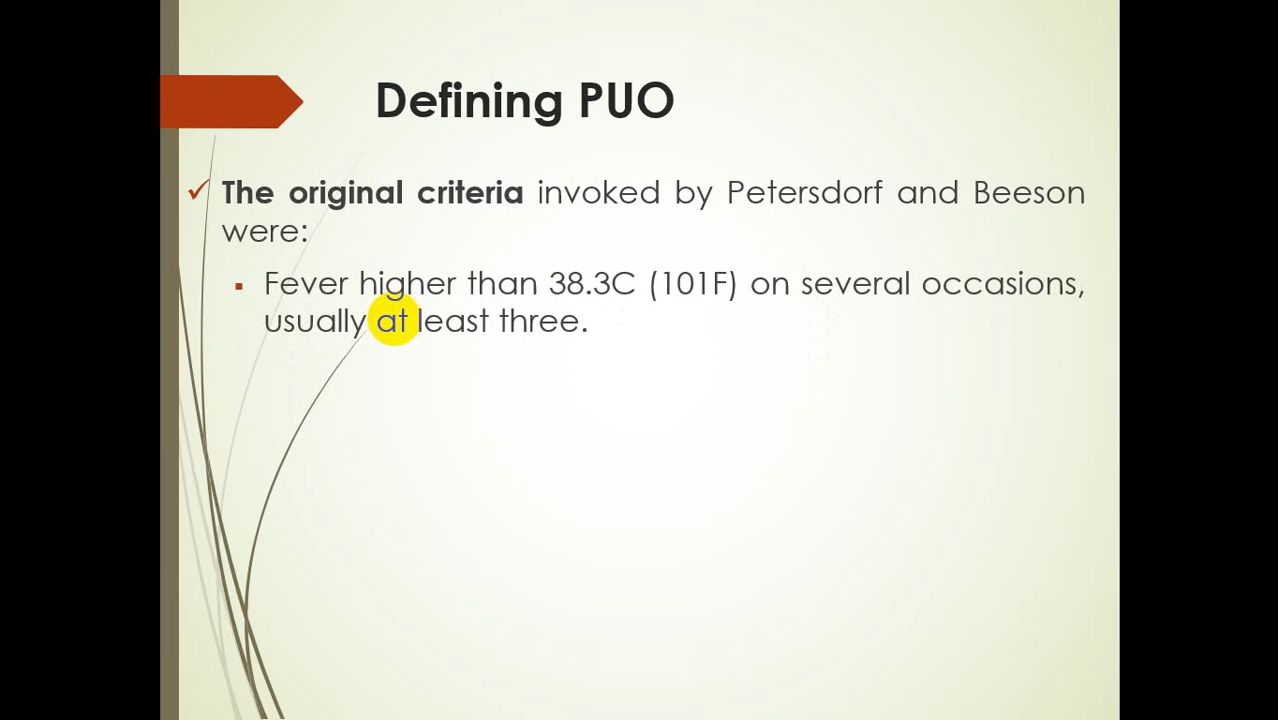 Defining PUO
The original criteria invoked by Petersdorf and Beeson
were:
Fever higher than 38.3C (101F) on several occasions,
usually at least three.